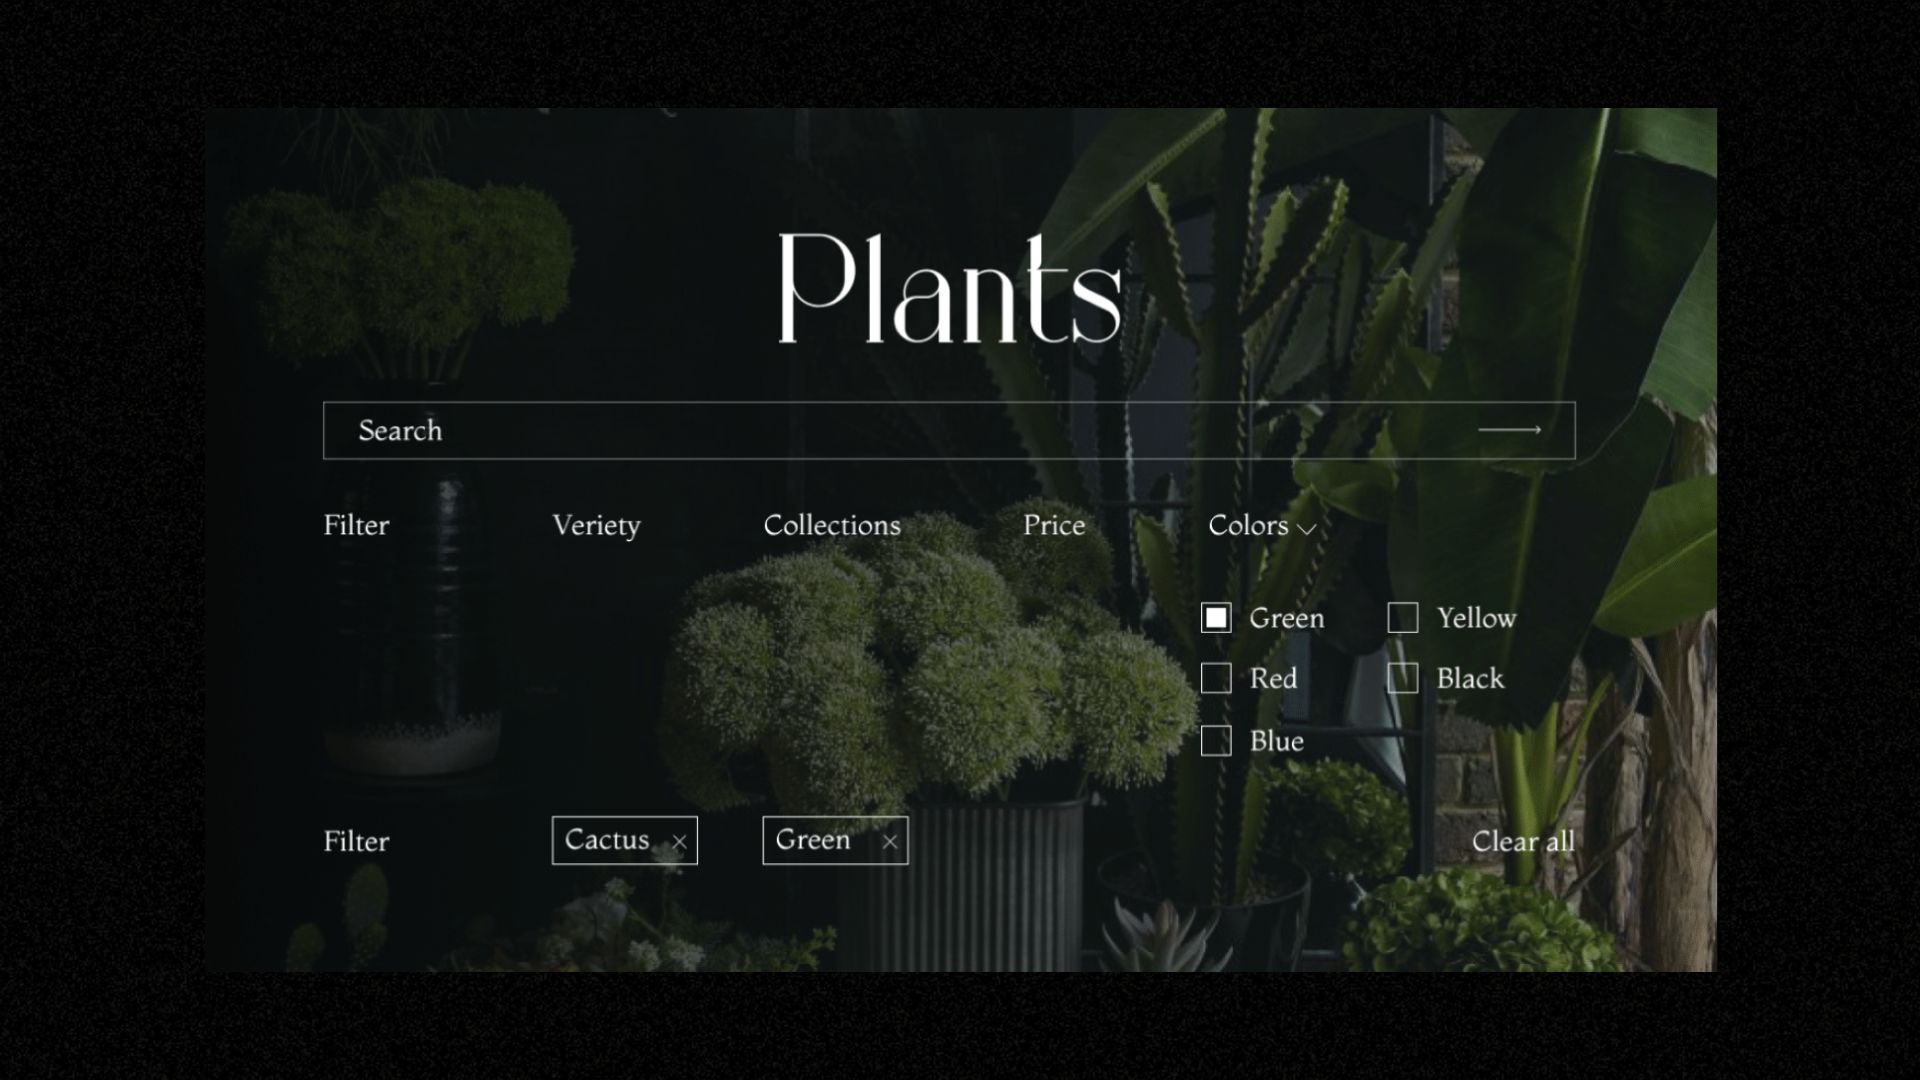 Plants
Search
Filter Veriety Collections Price Colors
Green Yellow
Red Black
Blue
Filter Cactus Green Clear all